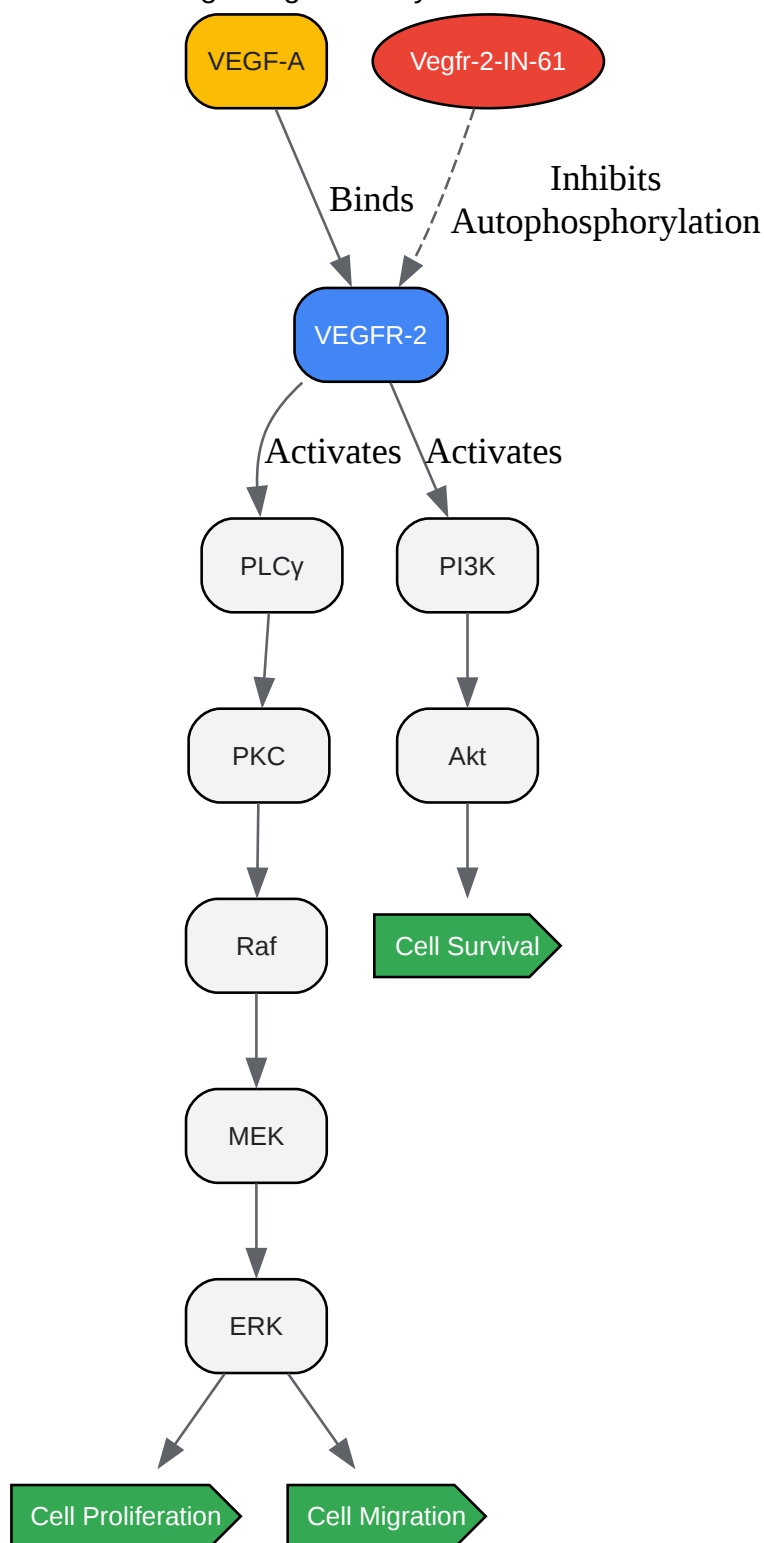 VEGF-A
Vegfr-2-IN-61
Binds
Inhibits
Autophosphorylation
VEGFR-2
Activates
Activates
PLCγ
PI3K
PKC
Akt
Raf
Cell Survival
MEK
ERK
Cell Proliferation
Cell Migration